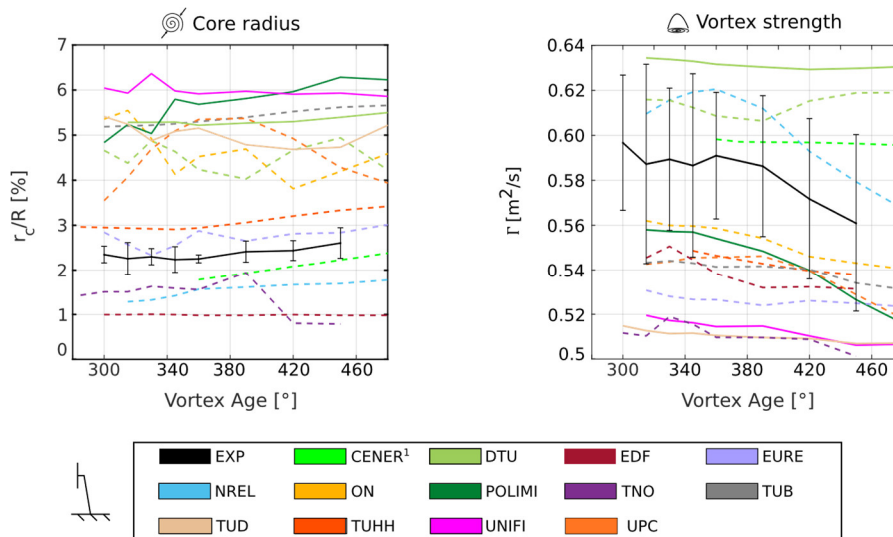 Core radius
Vortex strength
7
6
5
4
3
2
1
0
r_c/R [%]
300
340
380
420
460
Vortex Age [°]
0.64
0.62
0.60
0.58
0.56
0.54
0.52
0.5
Γ [m²/s]
300
340
380
420
460
Vortex Age [°]
EXP CENER¹ DTU EDF EURE
NREL ON POLIMI TNO TUB
TUD TUHH UNIFI UPC